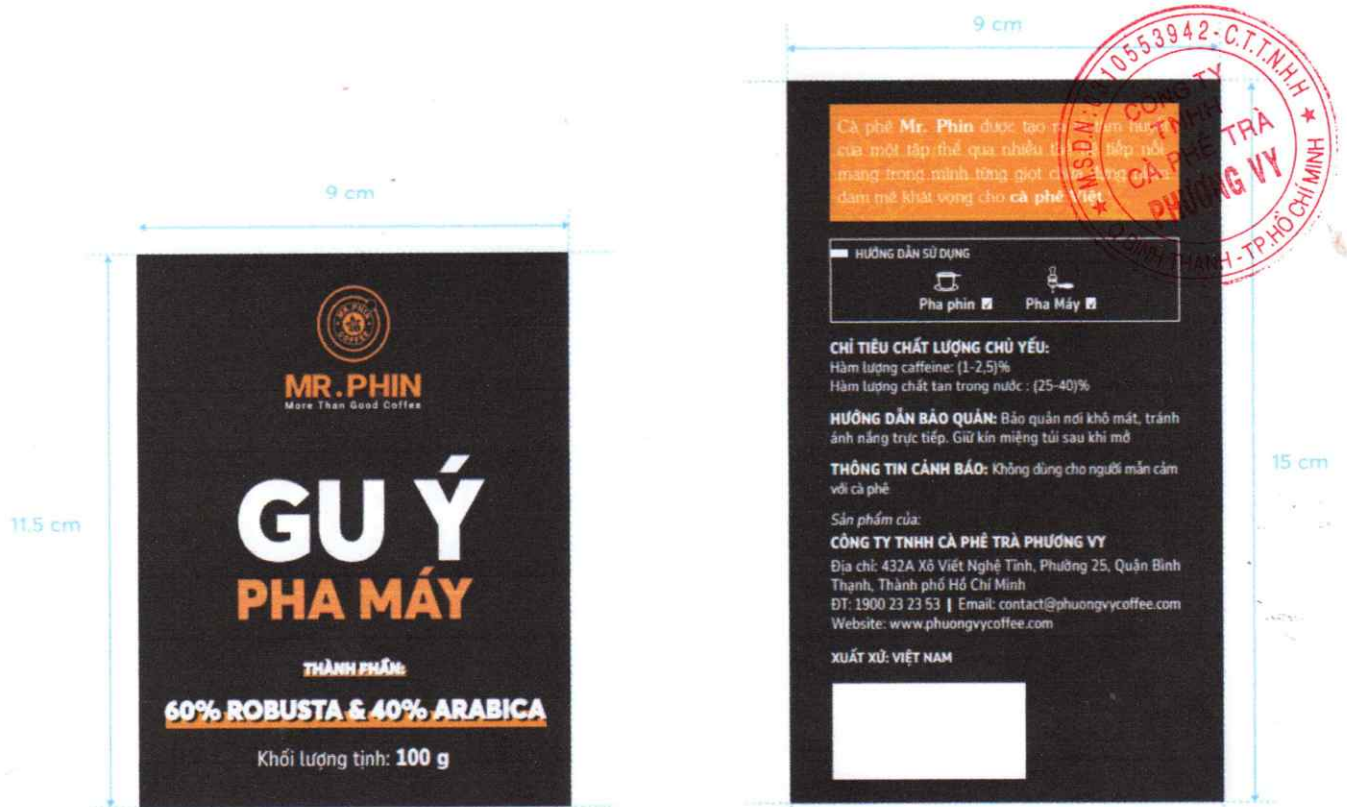 9 cm
11.5 cm
MR.PHIN
COFFEE
MR.PHIN
More Than Good Coffee
GU Ý
PHA MÁY
THÀNH PHẦN:
60% ROBUSTA & 40% ARABICA
Khối lượng tịnh: 100 g
9 cm
15 cm
Cà phê Mr. Phin được tạo
của một tập thể qua nhiều tiếp nối
mang trong mình từng giọt
đam mê khát vọng cho cà phê Việt
HƯỚNG DẪN SỬ DỤNG
Pha phin Pha Máy
CHỈ TIÊU CHẤT LƯỢNG CHỦ YẾU:
Hàm lượng caffeine: (1-2,5)%
Hàm lượng chất tan trong nước : (25-40)%
HƯỚNG DẪN BẢO QUẢN: Bảo quản nơi khô mát, tránh
ánh nắng trực tiếp. Giữ kín miệng túi sau khi mở
THÔNG TIN CẢNH BÁO: Không dùng cho người mẫn cảm
với cà phê
Sản phẩm của:
CÔNG TY TNHH CÀ PHÊ TRÀ PHƯƠNG VY
Địa chỉ: 432A Xô Viết Nghệ Tĩnh, Phường 25, Quận Bình
Thạnh, Thành phố Hồ Chí Minh
ĐT: 1900 23 23 53 | Email: contact@phuongvycoffee.com
Website: www.phuongvycoffee.com
XUẤT XỨ: VIỆT NAM
M.S.D.N: 0310553942-C.T.T.N.H.H
CÔNG TY
TNHH
CÀ PHÊ TRÀ
PHƯƠNG VY
Q.BÌNH THẠNH-TP.HỒ CHÍ MINH